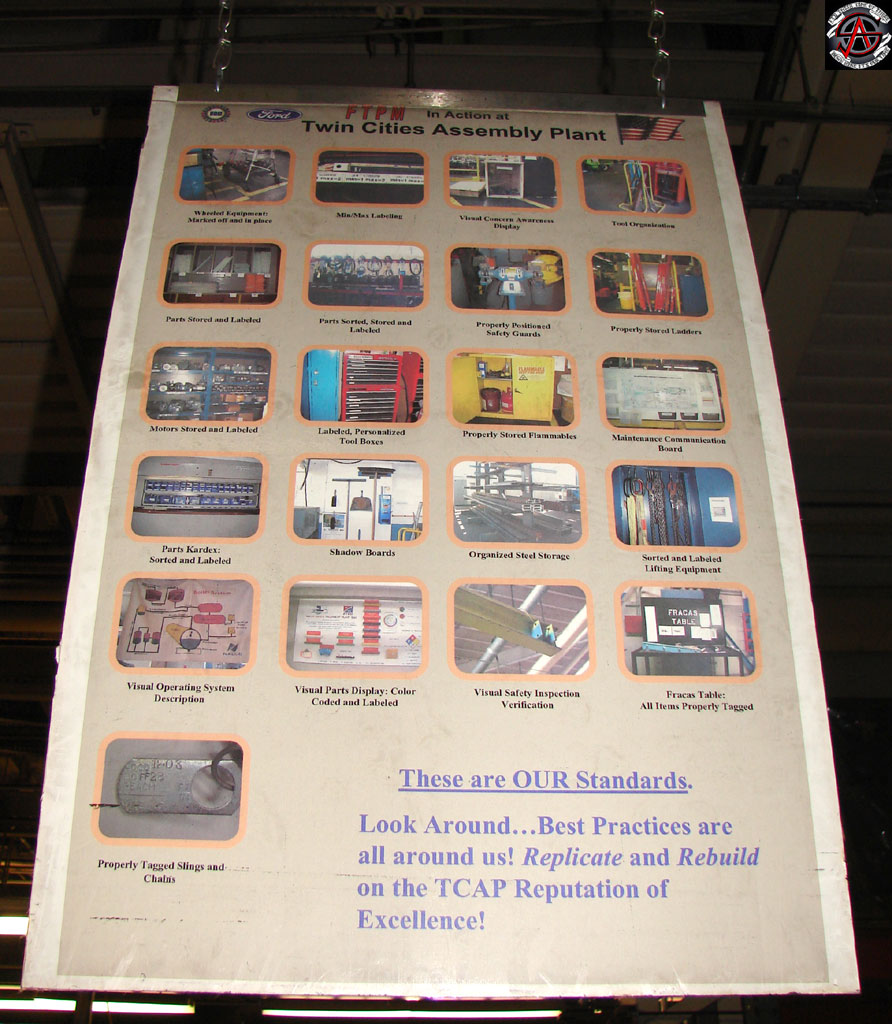 Ford
FTPM In Action at
Twin Cities Assembly Plant
Wheeled Equipment:
Marked off and in place
Min/Max Labeling
Visual Concern Awareness
Display
Tool Organization
Parts Stored and Labeled
Parts Sorted, Stored and
Labeled
Properly Positioned
Safety Guards
Properly Stored Ladders
Motors Stored and Labeled
Labeled, Personalized
Tool Boxes
Properly Stored Flammables
Maintenance Communication
Board
Parts Kardex:
Sorted and Labeled
Shadow Boards
Organized Steel Storage
Sorted and Labeled
Lifting Equipment
FRACAS
TABLE
Visual Operating System
Description
Visual Parts Display: Color
Coded and Labeled
Visual Safety Inspection
Verification
Fracas Table:
All Items Properly Tagged
Properly Tagged Slings and
Chains
These are OUR Standards.
Look Around...Best Practices are
all around us! Replicate and Rebuild
on the TCAP Reputation of
Excellence!